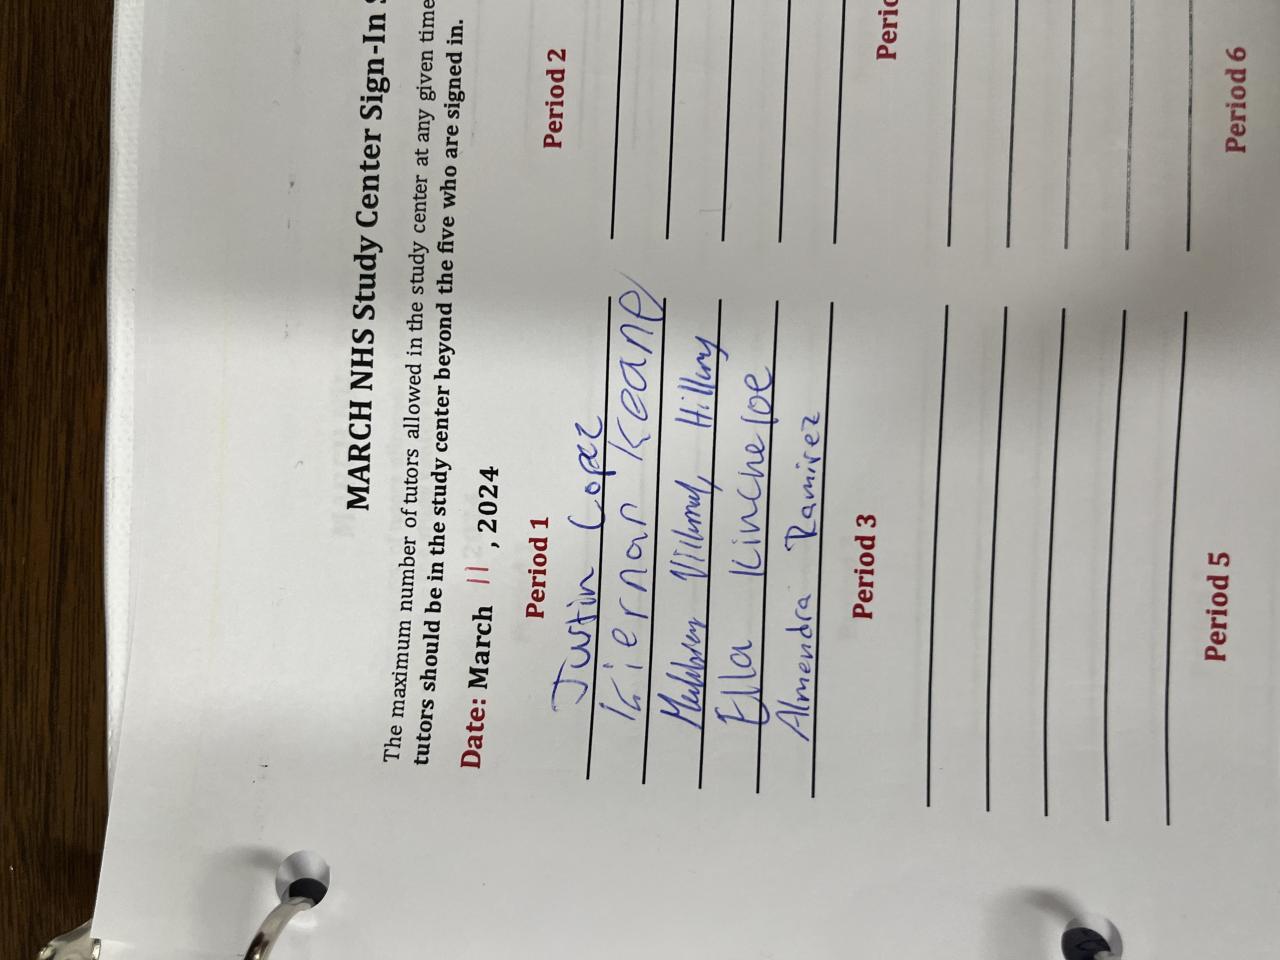 MARCH NHS Study Center Sign-In
The maximum number of tutors allowed in the study center at any given time
tutors should be in the study center beyond the five who are signed in.
Date: March 11, 2024
Period 1
Period 2
Justin Lopez
Kiernan Keane
Hillary
Ella Kincheloe
Almendra Ramirez
Period 3
Period 5
Period 6